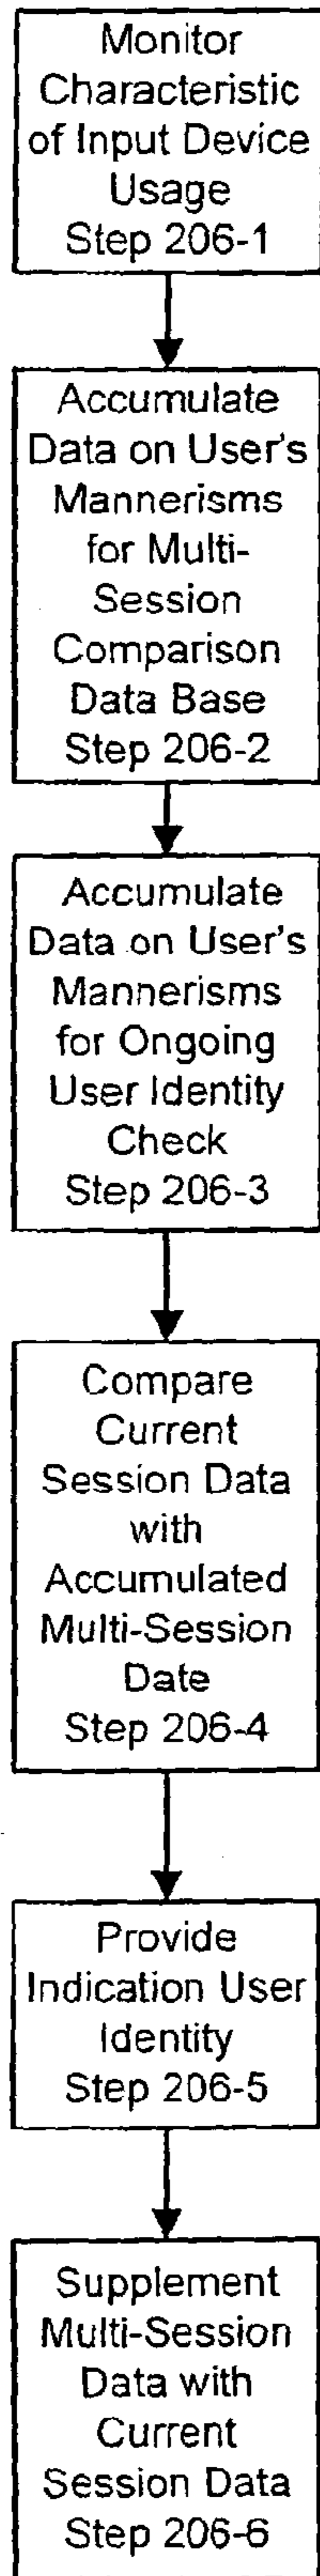 Monitor
Characteristic
of Input Device
Usage
Step 206-1
Accumulate
Data on User's
Mannerisms
for Multi-
Session
Comparison
Data Base
Step 206-2
Accumulate
Data on User's
Mannerisms
for Ongoing
User Identity
Check
Step 206-3
Compare
Current
Session Data
with
Accumulated
Multi-Session
Date
Step 206-4
Provide
Indication User
Identity
Step 206-5
Supplement
Multi-Session
Data with
Current
Session Data
Step 206-6